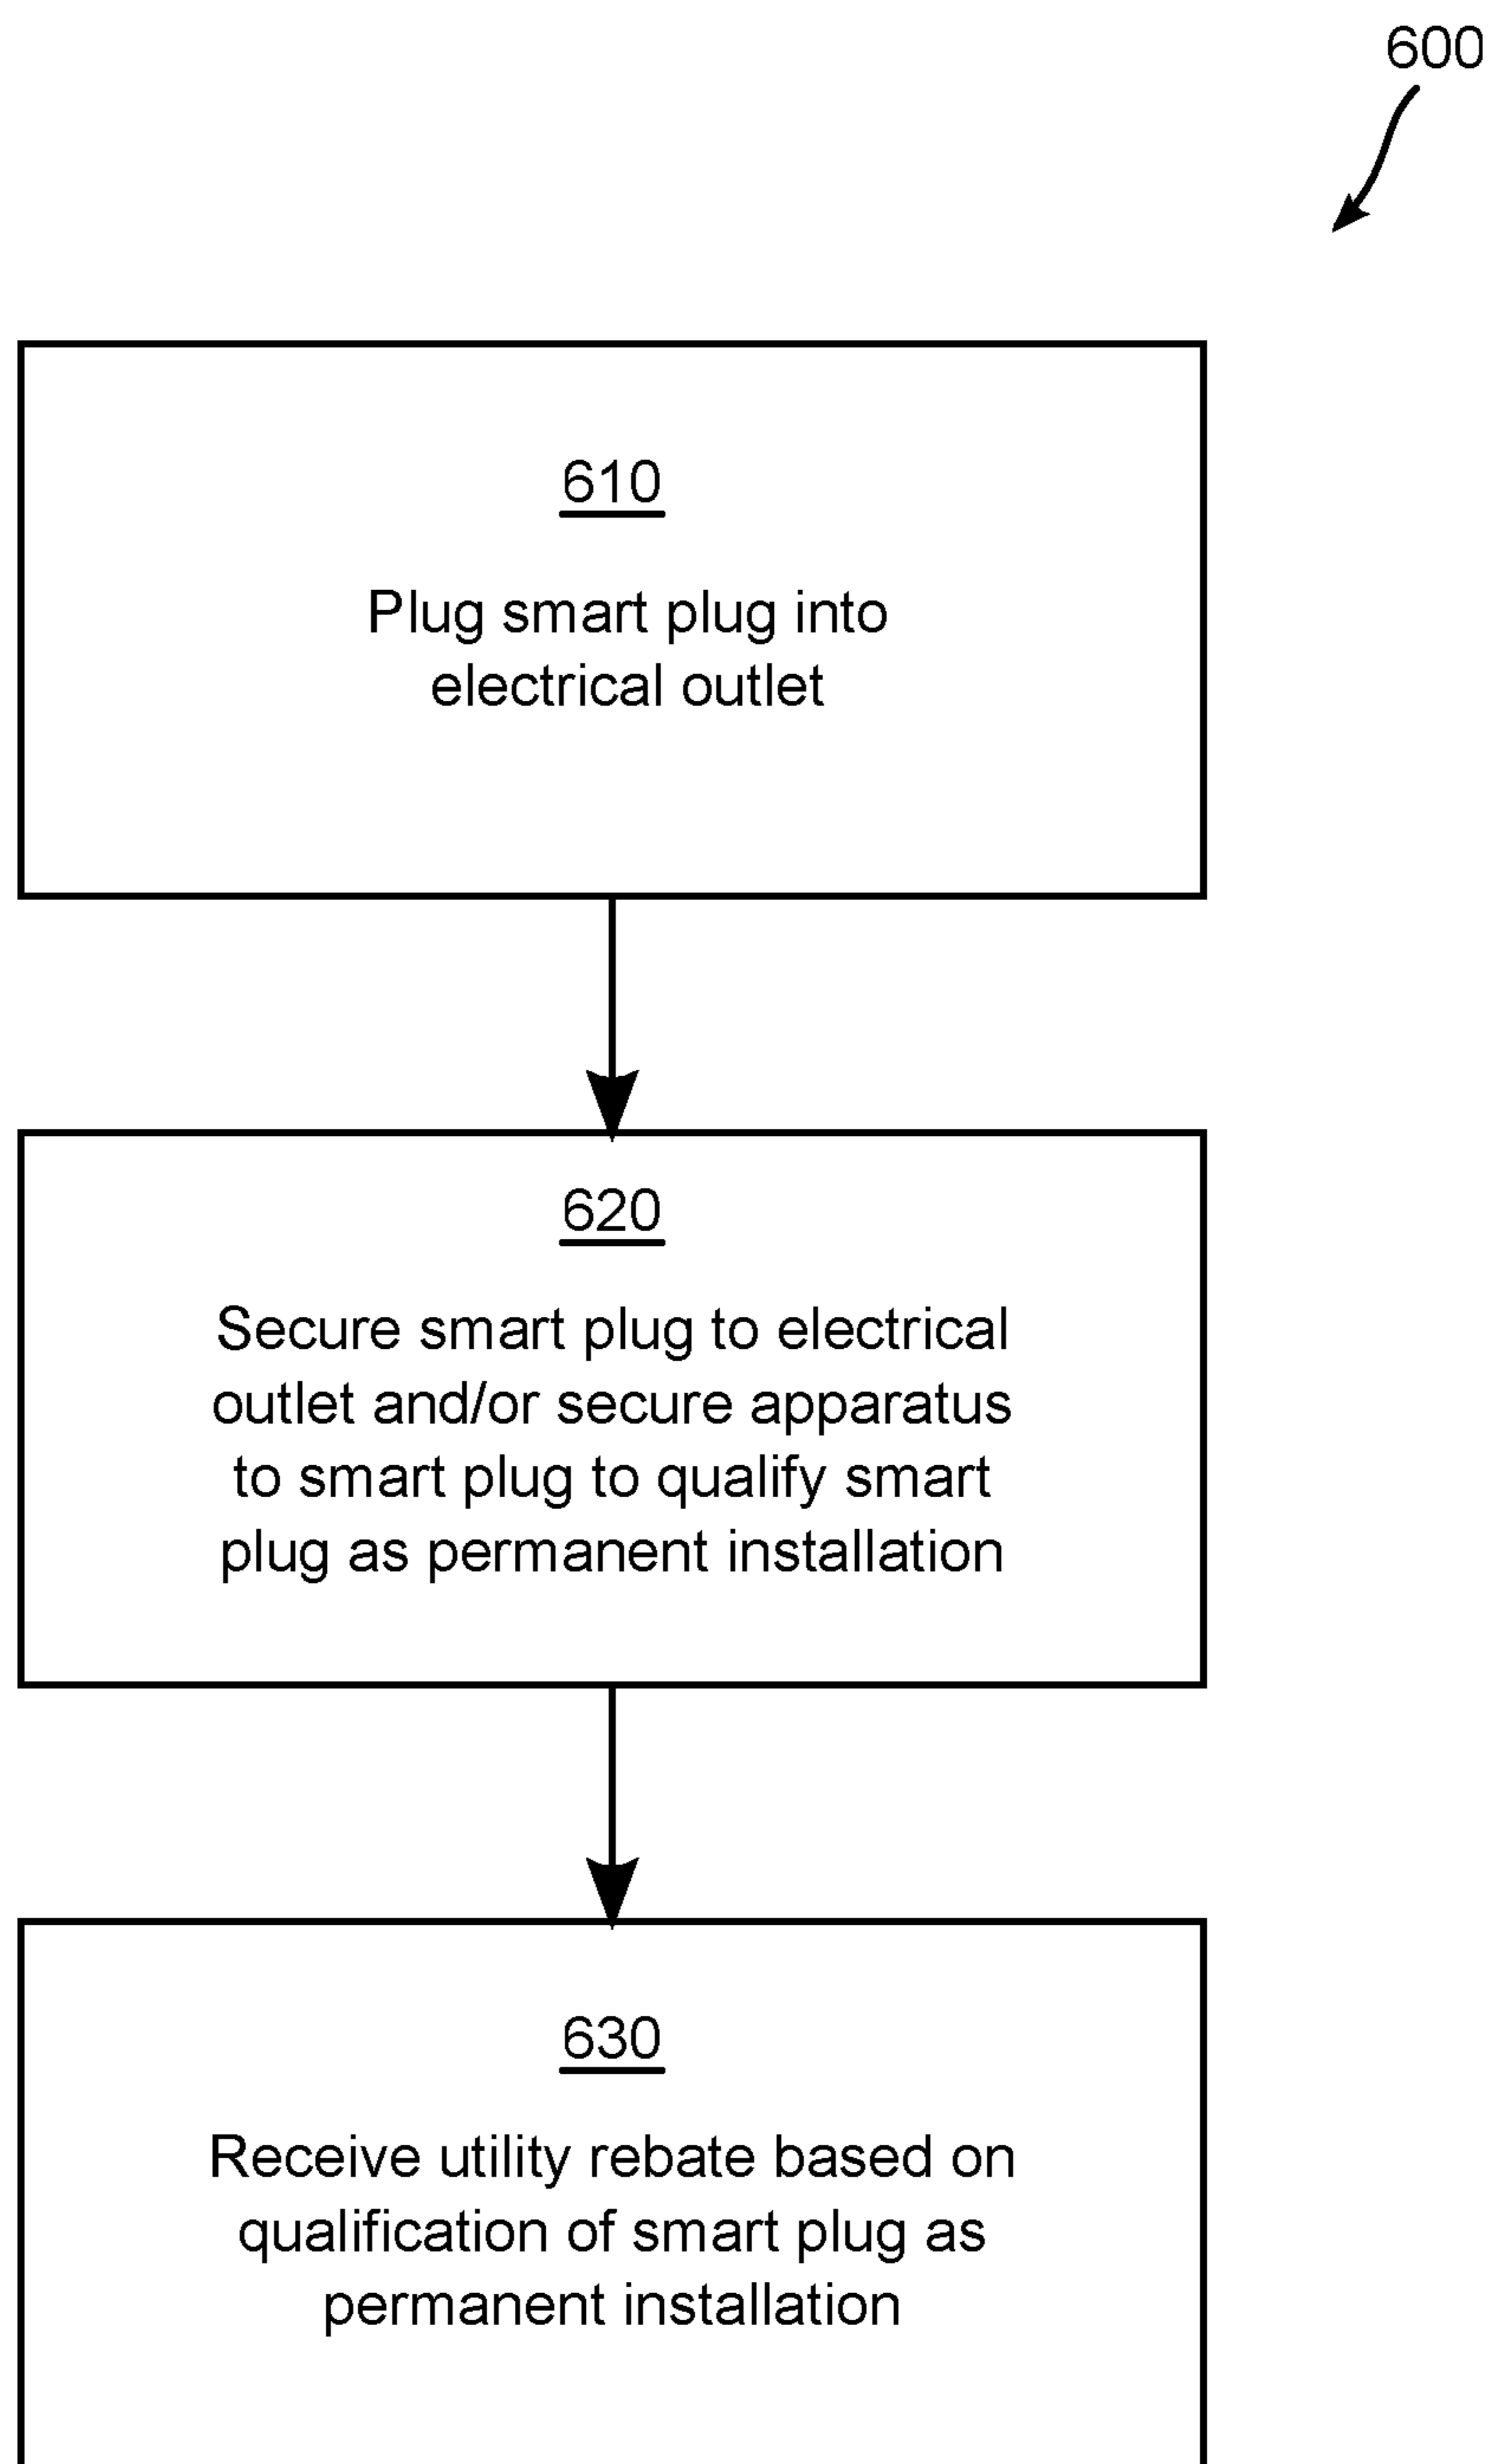 600
610
Plug smart plug into
electrical outlet
620
Secure smart plug to electrical
outlet and/or secure apparatus
to smart plug to qualify smart
plug as permanent installation
630
Receive utility rebate based on
qualification of smart plug as
permanent installation